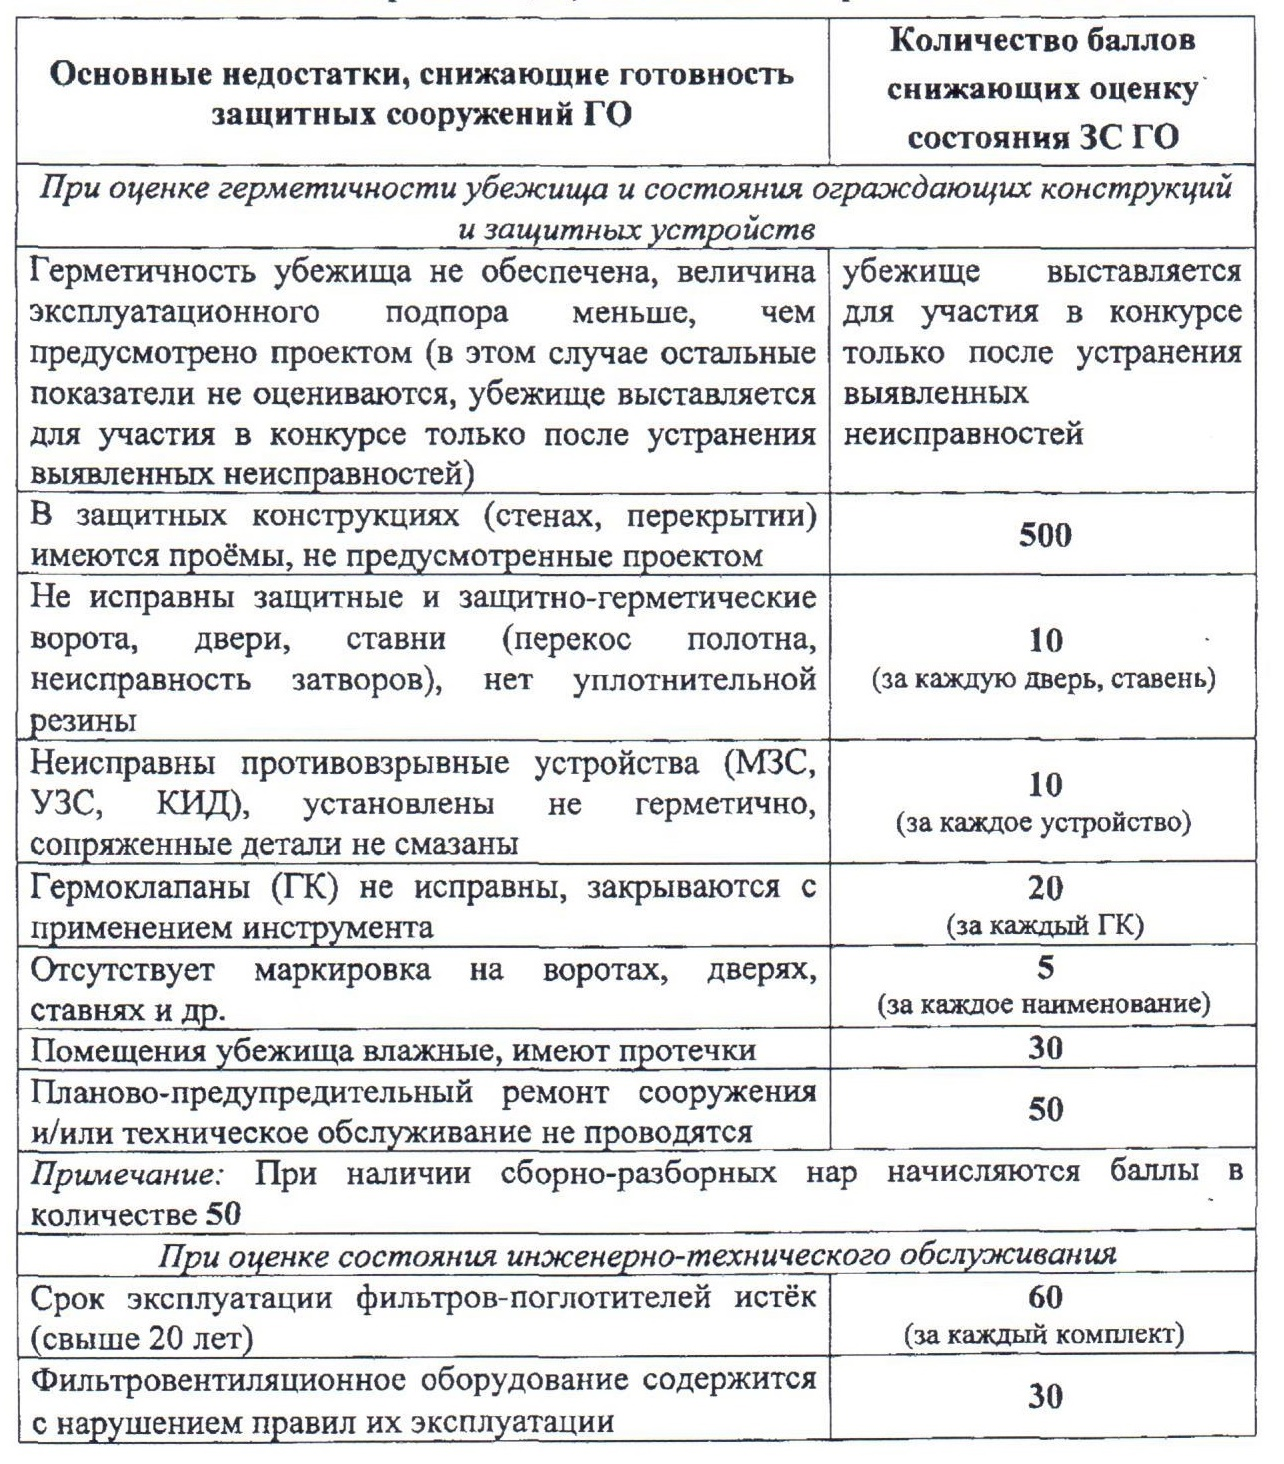 Основные недостатки, снижающие готовность
защитных сооружений ГО
Количество баллов
снижающих оценку
состояния ЗС ГО
При оценке герметичности убежища и состояния ограждающих конструкций
и защитных устройств
Герметичность убежища не обеспечена, величина
эксплуатационного подпора меньше, чем
предусмотрено проектом (в этом случае остальные
показатели не оцениваются, убежище выставляется
для участия в конкурсе только после устранения
выявленных неисправностей)
убежище выставляется
для участия в конкурсе
только после устранения
выявленных
неисправностей
В защитных конструкциях (стенах, перекрытии)
имеются проёмы, не предусмотренные проектом
500
Не исправны защитные и защитно-герметические
ворота, двери, ставни (перекос полотна,
неисправность затворов), нет уплотнительной
резины
10
(за каждую дверь, ставень)
Неисправны противовзрывные устройства (МЗС,
УЗС, КИД), установлены не герметично,
сопряженные детали не смазаны
10
(за каждое устройство)
Гермоклапаны (ГК) не исправны, закрываются с
применением инструмента
20
(за каждый ГК)
Отсутствует маркировка на воротах, дверях,
ставнях и др.
5
(за каждое наименование)
Помещения убежища влажные, имеют протечки
30
Планово-предупредительный ремонт сооружения
и/или техническое обслуживание не проводятся
50
Примечание: При наличии сборно-разборных нар начисляются баллы в
количестве 50
При оценке состояния инженерно-технического обслуживания
Срок эксплуатации фильтров-поглотителей истёк
(свыше 20 лет)
60
(за каждый комплект)
Фильтровентиляционное оборудование содержится
с нарушением правил их эксплуатации
30